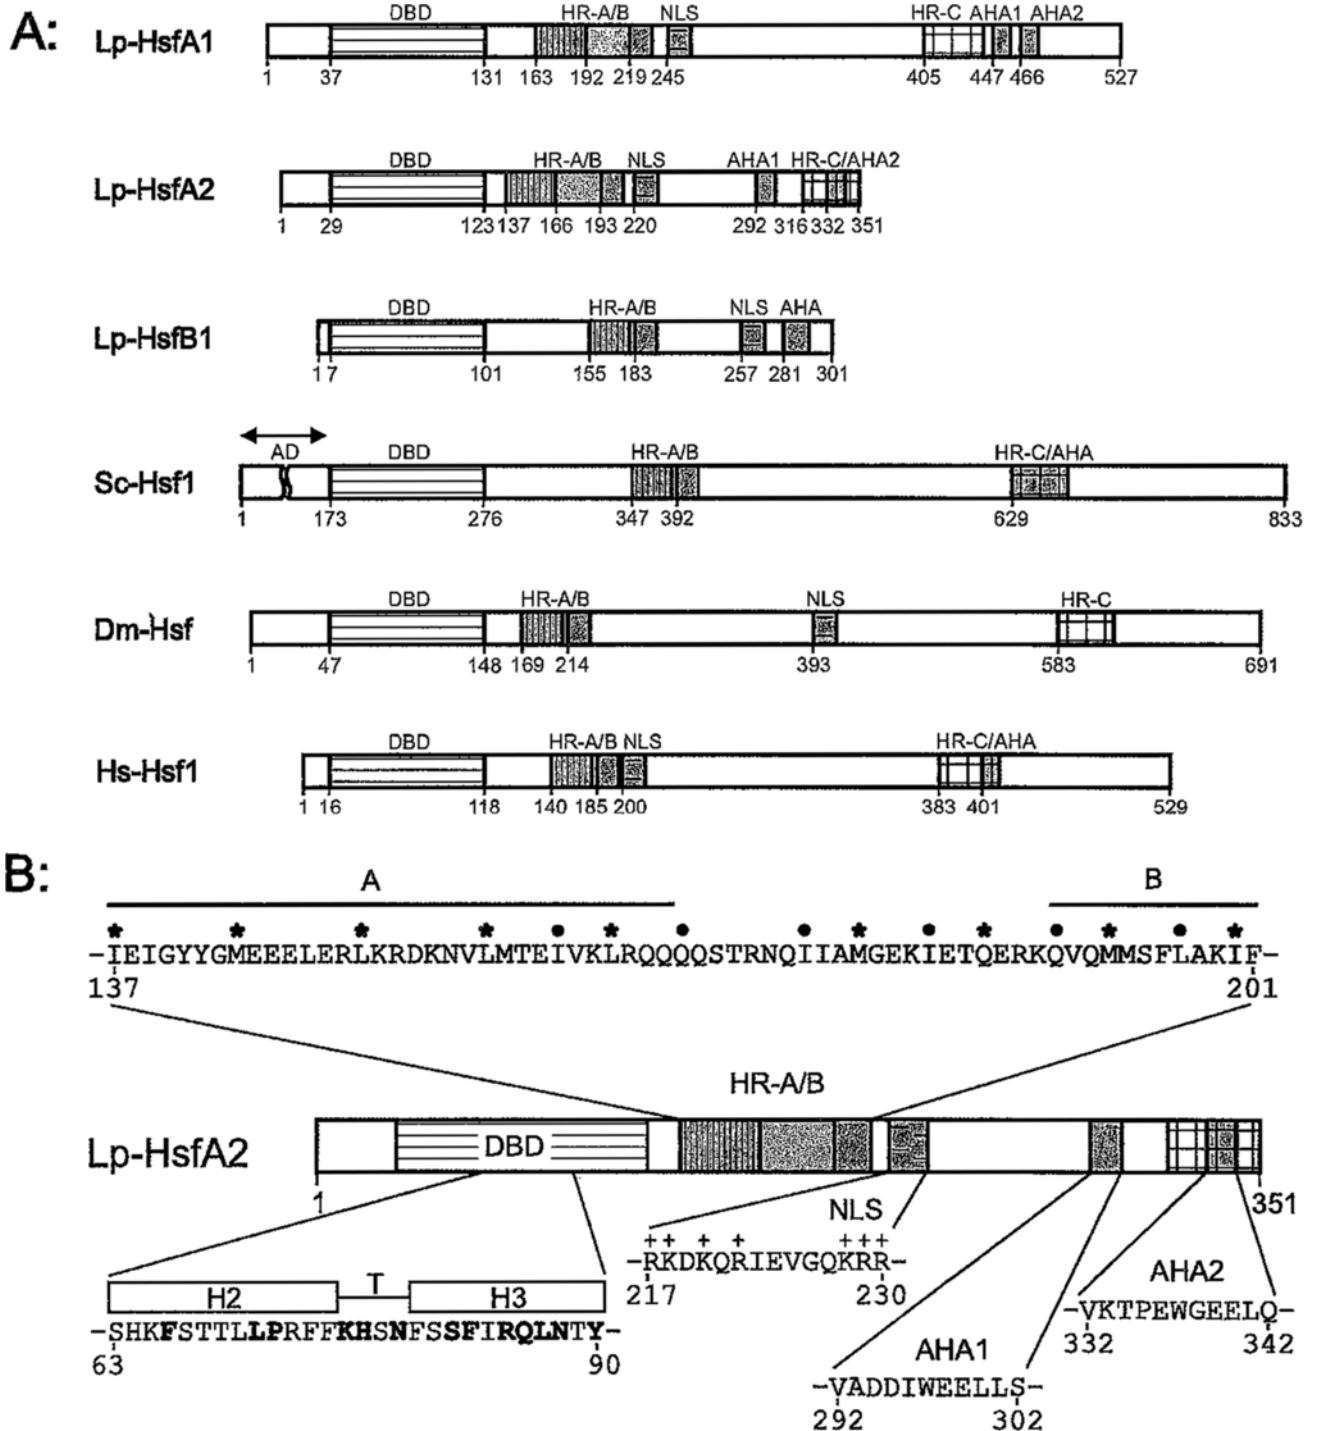 A:
DBD HR-A/B NLS HR-C AHA1 AHA2
Lp-HsfA1
1 37 131 163 192 219 245 405 447 466 527
DBD HR-A/B NLS AHA1 HR-C/AHA2
Lp-HsfA2
1 29 123 137 166 193 220 292 316 332 351
DBD HR-A/B NLS AHA
Lp-HsfB1
1 7 101 155 183 257 281 301
AD DBD HR-A/B HR-C/AHA
Sc-Hsf1
1 173 276 347 392 629 833
DBD HR-A/B NLS HR-C
Dm-Hsf
1 47 148 169 214 393 583 691
DBD HR-A/B NLS HR-C/AHA
Hs-Hsf1
1 16 118 140 185 200 383 401 529
B:
A B
* * * * • * • • * • * • * • *
-IEIGYYGMEEELERLKRDKNVLMTEIVKLRQQQQSTRNQIIAMGEKIETQERKQVQMMSFLAKIF-
137 201
HR-A/B
Lp-HsfA2
DBD
1 351
NLS
+ + + + + + +
-RKDKQRIEVGQKRR-
217 230
H2 T H3
-SHKFSTTLLPRFFKHSNFSSFIRQLNTY-
63 90
AHA2
-VKTPEWGEELQ-
332 342
AHA1
-VADDIWEELLS-
292 302